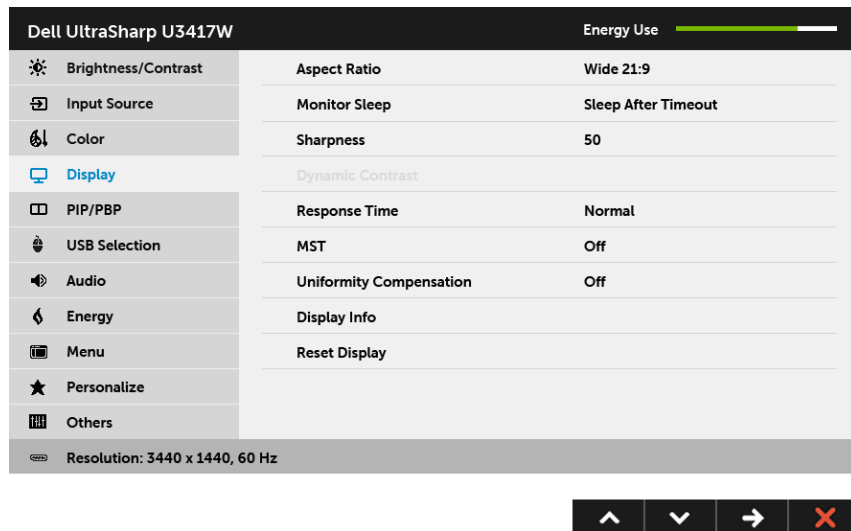 Dell UltraSharp U3417W Energy Use
Brightness/Contrast Aspect Ratio Wide 21:9
Input Source Monitor Sleep Sleep After Timeout
Color Sharpness 50
Display Dynamic Contrast
PIP/PBP Response Time Normal
USB Selection MST Off
Audio Uniformity Compensation Off
Energy Display Info
Menu Reset Display
Personalize
Others
Resolution: 3440 x 1440, 60 Hz